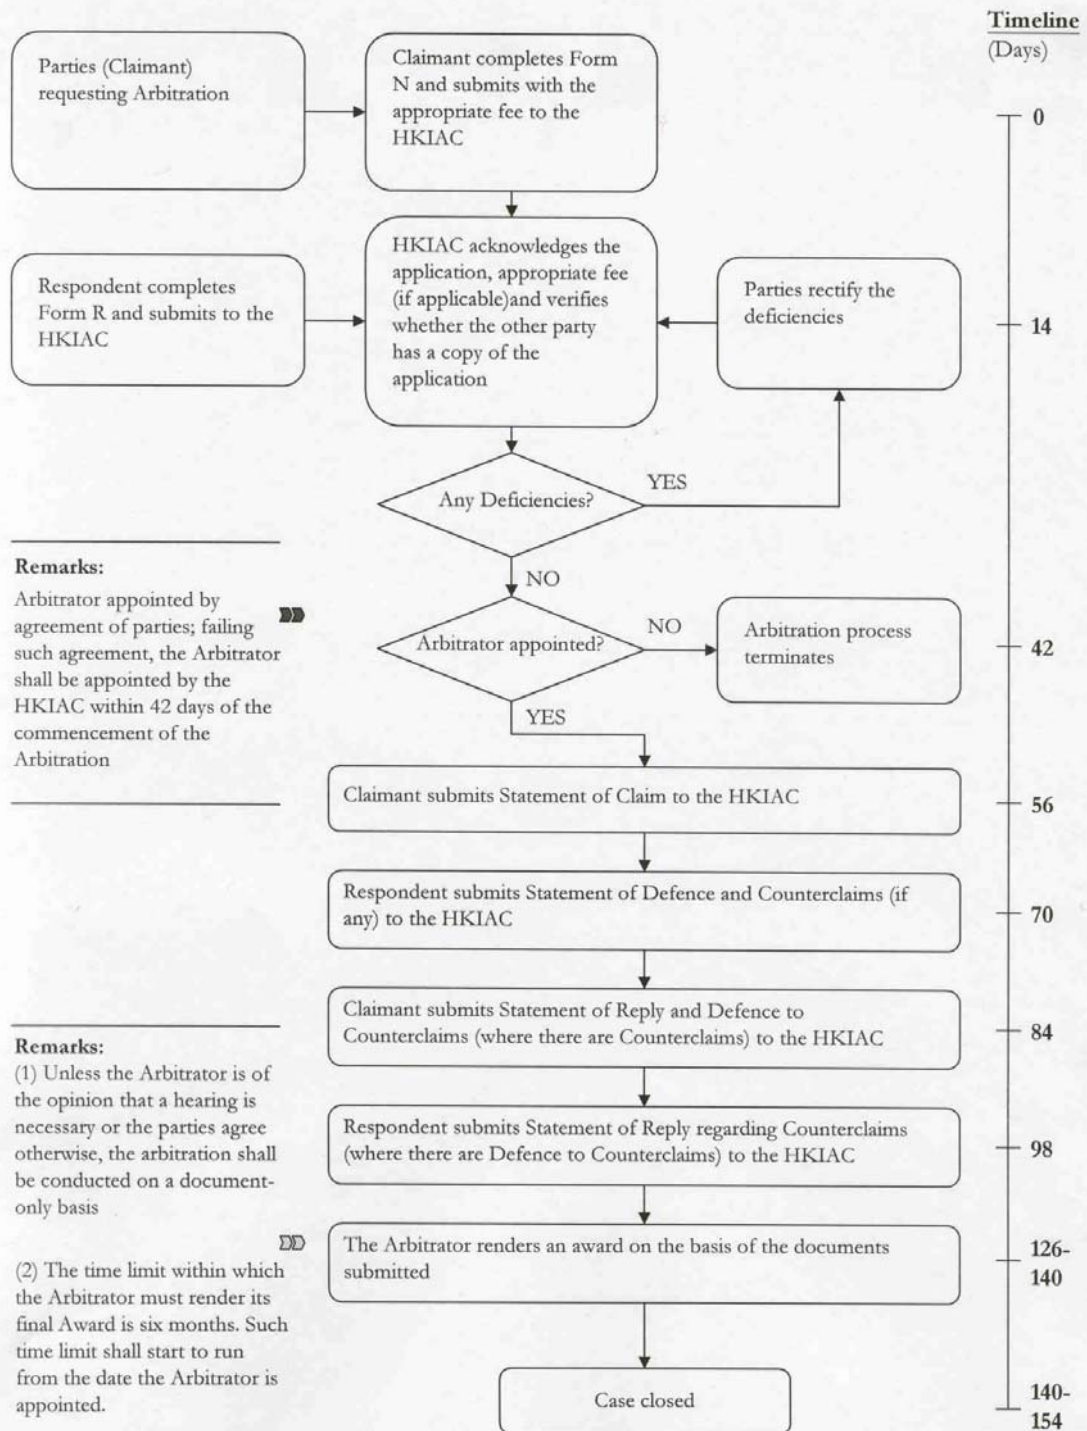 Timeline
(Days)
Parties (Claimant)
requesting Arbitration
Claimant completes Form
N and submits with the
appropriate fee to the
HKIAC
0
Respondent completes
Form R and submits to the
HKIAC
HKIAC acknowledges the
application, appropriate fee
(if applicable)and verifies
whether the other party
has a copy of the
application
Parties rectify the
deficiencies
14
Any Deficiencies?
YES
NO
Remarks:
Arbitrator appointed by
agreement of parties; failing
such agreement, the Arbitrator
shall be appointed by the
HKIAC within 42 days of the
commencement of the
Arbitration
Arbitrator appointed?
NO
Arbitration process
terminates
42
YES
Claimant submits Statement of Claim to the HKIAC
56
Respondent submits Statement of Defence and Counterclaims (if
any) to the HKIAC
70
Claimant submits Statement of Reply and Defence to
Counterclaims (where there are Counterclaims) to the HKIAC
84
Remarks:
(1) Unless the Arbitrator is of
the opinion that a hearing is
necessary or the parties agree
otherwise, the arbitration shall
be conducted on a document-
only basis
Respondent submits Statement of Reply regarding Counterclaims
(where there are Defence to Counterclaims) to the HKIAC
98
(2) The time limit within which
the Arbitrator must render its
final Award is six months. Such
time limit shall start to run
from the date the Arbitrator is
appointed.
The Arbitrator renders an award on the basis of the documents
submitted
126-
140
Case closed
140-
154